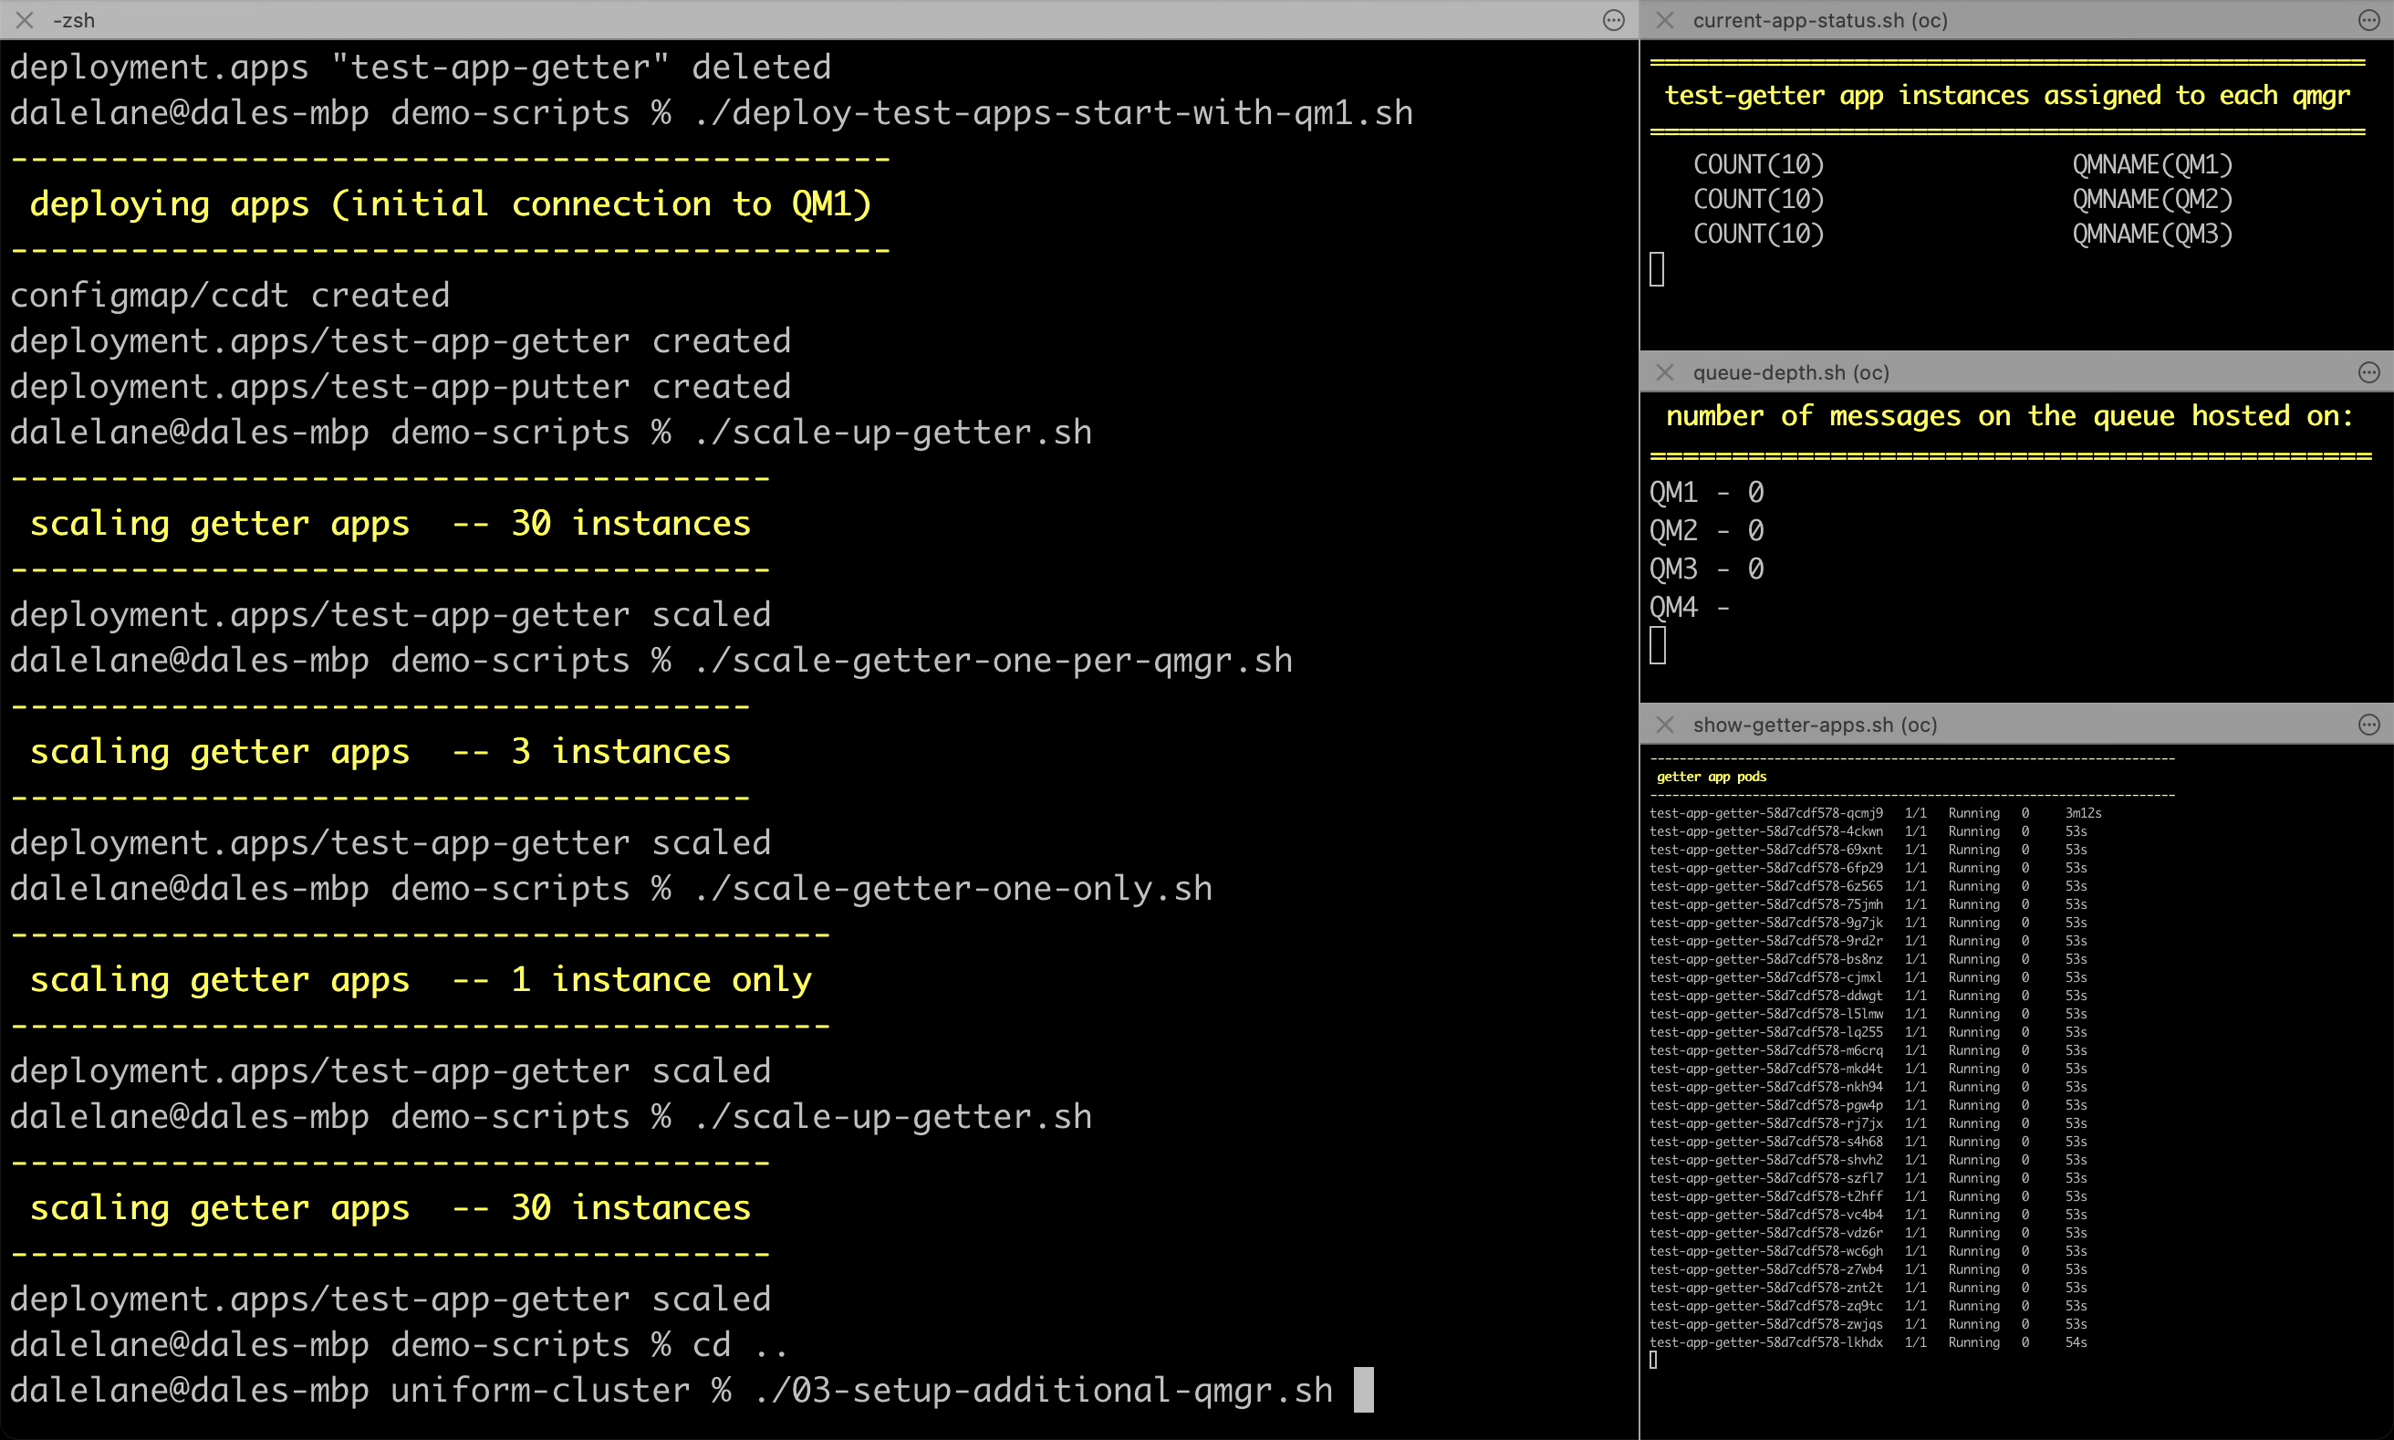 -zsh
deployment.apps "test-app-getter" deleted
dalelane@dales-mbp demo-scripts % ./deploy-test-apps-start-with-qm1.sh
--------------------------------------------
deploying apps (initial connection to QM1)
--------------------------------------------
configmap/ccdt created
deployment.apps/test-app-getter created
deployment.apps/test-app-putter created
dalelane@dales-mbp demo-scripts % ./scale-up-getter.sh
--------------------------------------
scaling getter apps  -- 30 instances
--------------------------------------
deployment.apps/test-app-getter scaled
dalelane@dales-mbp demo-scripts % ./scale-getter-one-per-qmgr.sh
-------------------------------------
scaling getter apps  -- 3 instances
-------------------------------------
deployment.apps/test-app-getter scaled
dalelane@dales-mbp demo-scripts % ./scale-getter-one-only.sh
-----------------------------------------
scaling getter apps  -- 1 instance only
-----------------------------------------
deployment.apps/test-app-getter scaled
dalelane@dales-mbp demo-scripts % ./scale-up-getter.sh
--------------------------------------
scaling getter apps  -- 30 instances
--------------------------------------
deployment.apps/test-app-getter scaled
dalelane@dales-mbp demo-scripts % cd ..
dalelane@dales-mbp uniform-cluster % ./03-setup-additional-qmgr.sh
current-app-status.sh (oc)
=================================================
test-getter app instances assigned to each qmgr
=================================================
COUNT(10) QMNAME(QM1)
COUNT(10) QMNAME(QM2)
COUNT(10) QMNAME(QM3)
queue-depth.sh (oc)
number of messages on the queue hosted on:
============================================
QM1 - 0
QM2 - 0
QM3 - 0
QM4 -
show-getter-apps.sh (oc)
------------------------------------------------------------------------
getter app pods
------------------------------------------------------------------------
test-app-getter-58d7cdf578-qcmj9 1/1 Running 0 3m12s
test-app-getter-58d7cdf578-4ckwn 1/1 Running 0 53s
test-app-getter-58d7cdf578-69xnt 1/1 Running 0 53s
test-app-getter-58d7cdf578-6fp29 1/1 Running 0 53s
test-app-getter-58d7cdf578-6z565 1/1 Running 0 53s
test-app-getter-58d7cdf578-75jmh 1/1 Running 0 53s
test-app-getter-58d7cdf578-9g7jk 1/1 Running 0 53s
test-app-getter-58d7cdf578-9rd2r 1/1 Running 0 53s
test-app-getter-58d7cdf578-bs8nz 1/1 Running 0 53s
test-app-getter-58d7cdf578-cjmxl 1/1 Running 0 53s
test-app-getter-58d7cdf578-ddwgt 1/1 Running 0 53s
test-app-getter-58d7cdf578-l5lmw 1/1 Running 0 53s
test-app-getter-58d7cdf578-lq255 1/1 Running 0 53s
test-app-getter-58d7cdf578-m6crq 1/1 Running 0 53s
test-app-getter-58d7cdf578-mkd4t 1/1 Running 0 53s
test-app-getter-58d7cdf578-nkh94 1/1 Running 0 53s
test-app-getter-58d7cdf578-pgw4p 1/1 Running 0 53s
test-app-getter-58d7cdf578-rj7jx 1/1 Running 0 53s
test-app-getter-58d7cdf578-s4h68 1/1 Running 0 53s
test-app-getter-58d7cdf578-shvh2 1/1 Running 0 53s
test-app-getter-58d7cdf578-szfl7 1/1 Running 0 53s
test-app-getter-58d7cdf578-t2hff 1/1 Running 0 53s
test-app-getter-58d7cdf578-vc4b4 1/1 Running 0 53s
test-app-getter-58d7cdf578-vdz6r 1/1 Running 0 53s
test-app-getter-58d7cdf578-wc6gh 1/1 Running 0 53s
test-app-getter-58d7cdf578-z7wb4 1/1 Running 0 53s
test-app-getter-58d7cdf578-znt2t 1/1 Running 0 53s
test-app-getter-58d7cdf578-zq9tc 1/1 Running 0 53s
test-app-getter-58d7cdf578-zwjqs 1/1 Running 0 53s
test-app-getter-58d7cdf578-lkhdx 1/1 Running 0 54s